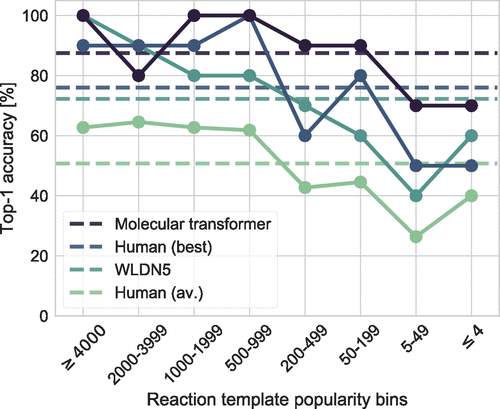 100
80
60
40
20
0
Top-1 accuracy [%]
Molecular transformer
Human (best)
WLDN5
Human (av.)
≥ 4000
2000-3999
1000-1999
500-999
200-499
50-199
5-49
≤ 4
Reaction template popularity bins